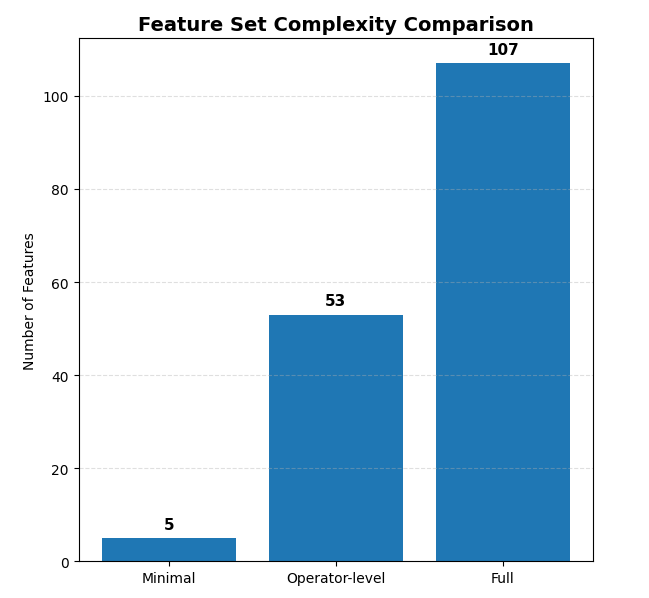 Feature Set Complexity Comparison
Number of Features
100
80
60
40
20
0
107
53
5
Minimal
Operator-level
Full